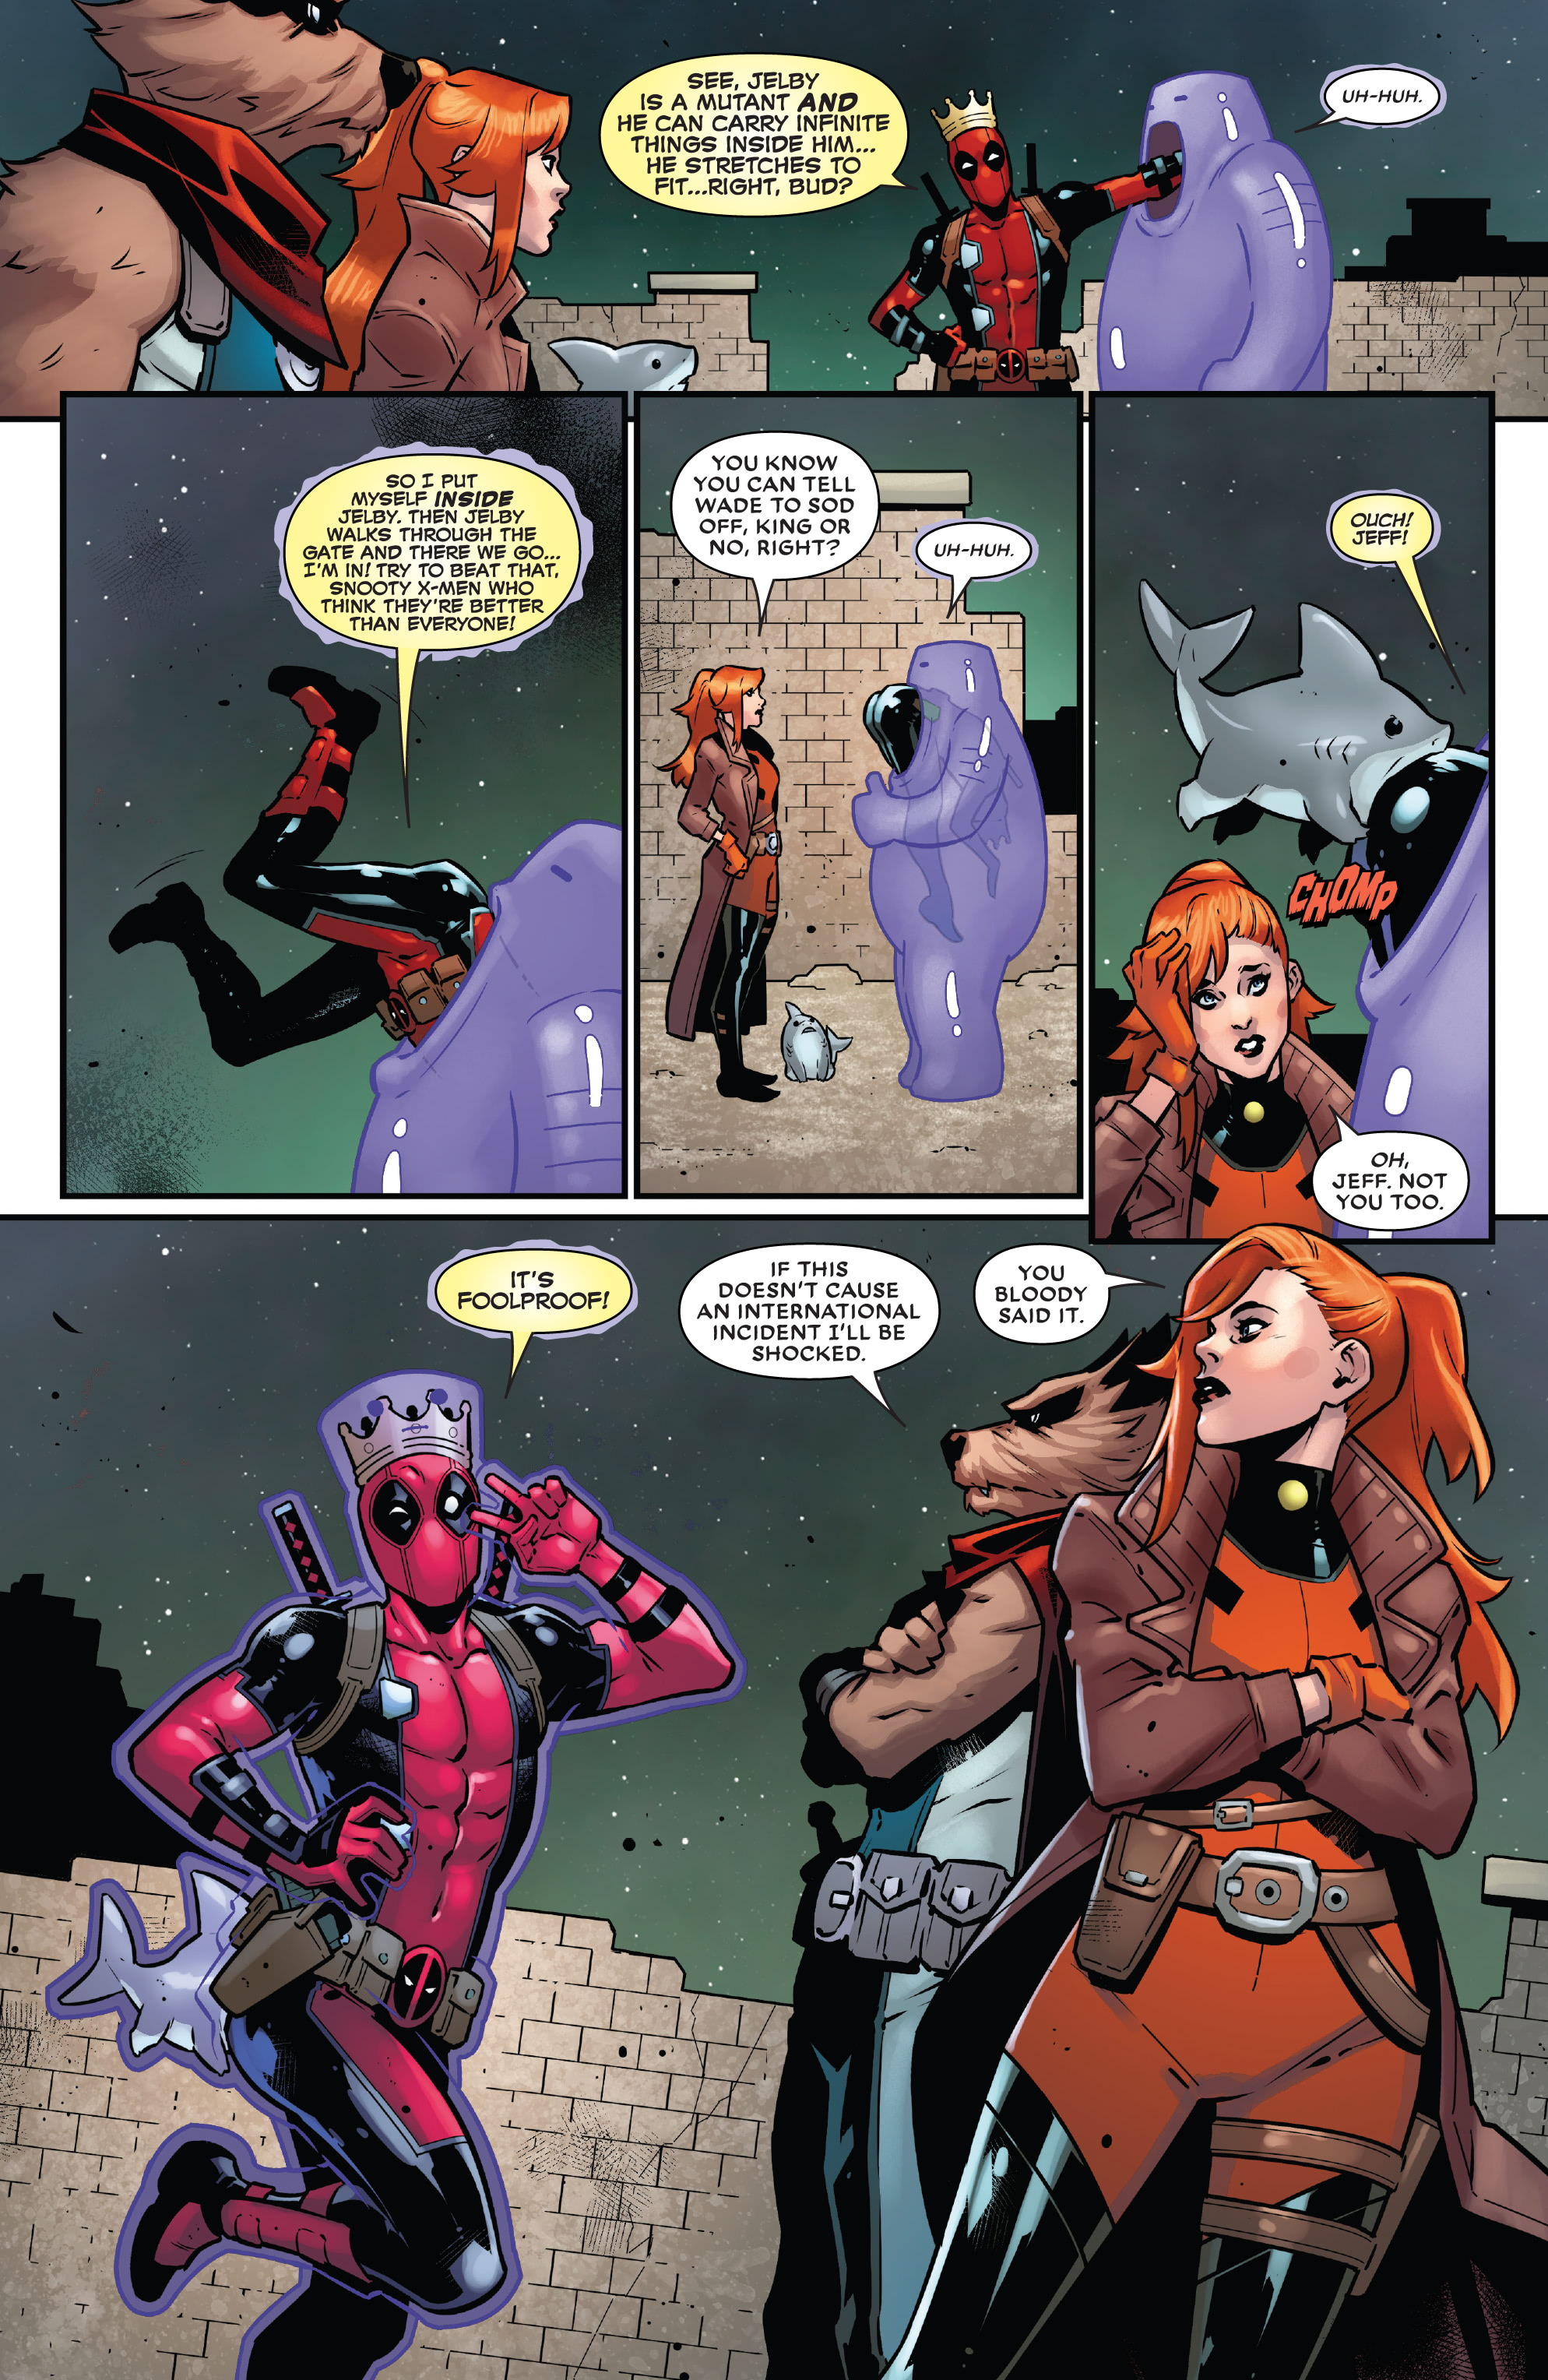 SEE, JELBY
IS A MUTANT AND
HE CAN CARRY INFINITE
THINGS INSIDE HIM...
HE STRETCHES TO
FIT...RIGHT, BUD?
UH-HUH.
SO I PUT
MYSELF INSIDE
JELBY. THEN JELBY
WALKS THROUGH THE
GATE AND THERE WE GO...
I'M IN! TRY TO BEAT THAT,
SNOOTY X-MEN WHO
THINK THEY'RE BETTER
THAN EVERYONE!
YOU KNOW
YOU CAN TELL
WADE TO SOD
OFF, KING OR
NO, RIGHT?
UH-HUH.
OUCH!
JEFF!
CHOMP
OH,
JEFF. NOT
YOU TOO.
IT'S
FOOLPROOF!
IF THIS
DOESN'T CAUSE
AN INTERNATIONAL
INCIDENT I'LL BE
SHOCKED.
YOU
BLOODY
SAID IT.